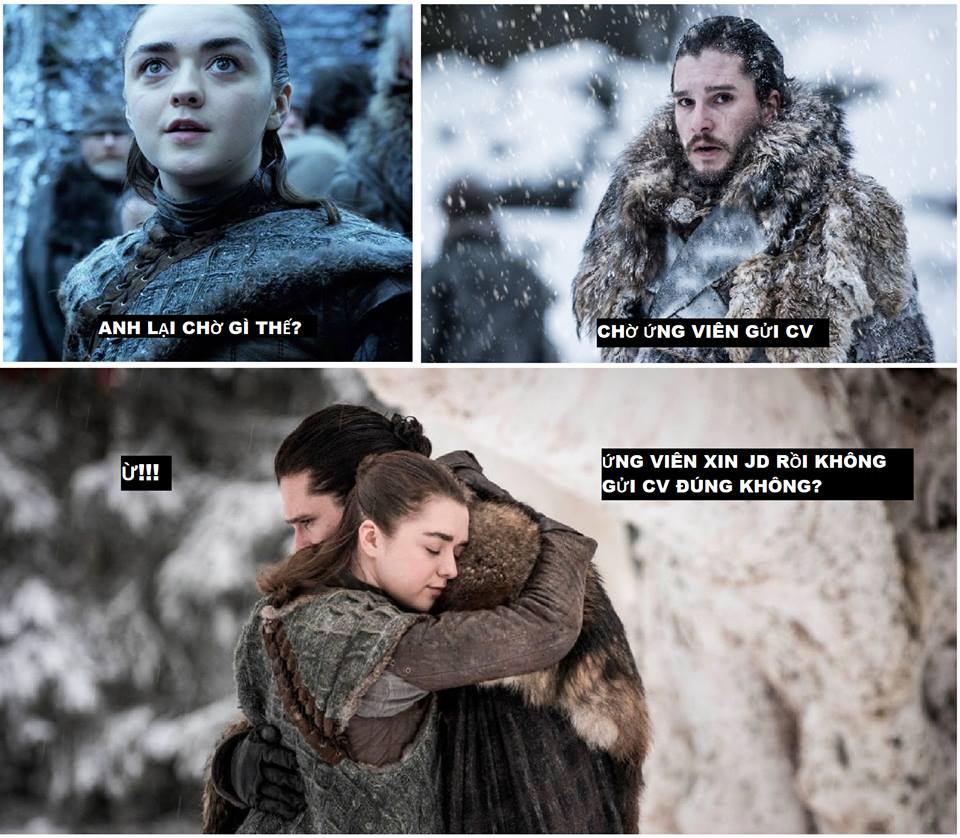 ANH LẠI CHỜ GÌ THẾ?
CHỜ ỨNG VIÊN GỬI CV
Ừ!!!
ỨNG VIÊN XIN JD RỒI KHÔNG
GỬI CV ĐÚNG KHÔNG?